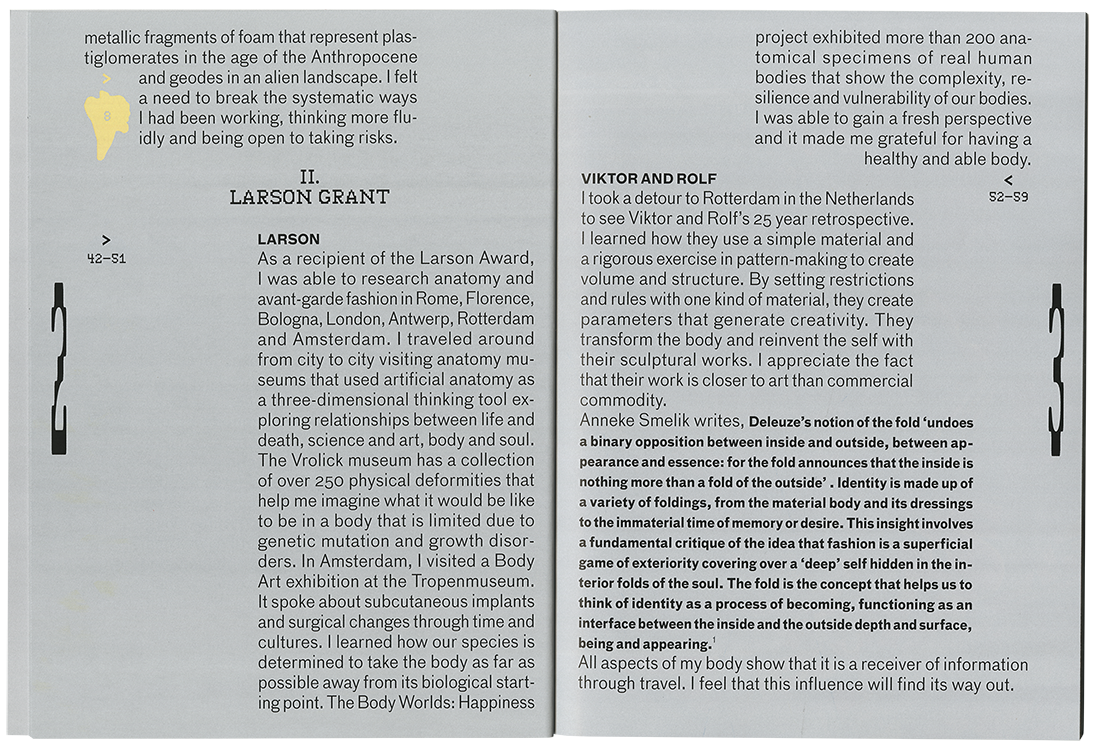 metallic fragments of foam that represent plas-
tiglomerates in the age of the Anthropocene
>
and geodes in an alien landscape. I felt
a need to break the systematic ways
8
I had been working, thinking more flu-
idly and being open to taking risks.
II.
LARSON GRANT
>
42–51
LARSON
As a recipient of the Larson Award,
I was able to research anatomy and
avant-garde fashion in Rome, Florence,
Bologna, London, Antwerp, Rotterdam
and Amsterdam. I traveled around
from city to city visiting anatomy mu-
seums that used artificial anatomy as
a three-dimensional thinking tool ex-
ploring relationships between life and
death, science and art, body and soul.
The Vrolick museum has a collection
of over 250 physical deformities that
help me imagine what it would be like
to be in a body that is limited due to
genetic mutation and growth disor-
ders. In Amsterdam, I visited a Body
Art exhibition at the Tropenmuseum.
It spoke about subcutaneous implants
and surgical changes through time and
cultures. I learned how our species is
determined to take the body as far as
possible away from its biological start-
ing point. The Body Worlds: Happiness
2
project exhibited more than 200 ana-
tomical specimens of real human
bodies that show the complexity, re-
silience and vulnerability of our bodies.
I was able to gain a fresh perspective
and it made me grateful for having a
healthy and able body.
<
52–59
VIKTOR AND ROLF
I took a detour to Rotterdam in the Netherlands
to see Viktor and Rolf's 25 year retrospective.
I learned how they use a simple material and
a rigorous exercise in pattern-making to create
volume and structure. By setting restrictions
and rules with one kind of material, they create
parameters that generate creativity. They
transform the body and reinvent the self with
their sculptural works. I appreciate the fact
that their work is closer to art than commercial
commodity.
Anneke Smelik writes, Deleuze's notion of the fold ‘undoes
a binary opposition between inside and outside, between ap-
pearance and essence: for the fold announces that the inside is
nothing more than a fold of the outside’ . Identity is made up of
a variety of foldings, from the material body and its dressings
to the immaterial time of memory or desire. This insight involves
a fundamental critique of the idea that fashion is a superficial
game of exteriority covering over a ‘deep’ self hidden in the in-
terior folds of the soul. The fold is the concept that helps us to
think of identity as a process of becoming, functioning as an
interface between the inside and the outside depth and surface,
being and appearing.¹
All aspects of my body show that it is a receiver of information
through travel. I feel that this influence will find its way out.
3